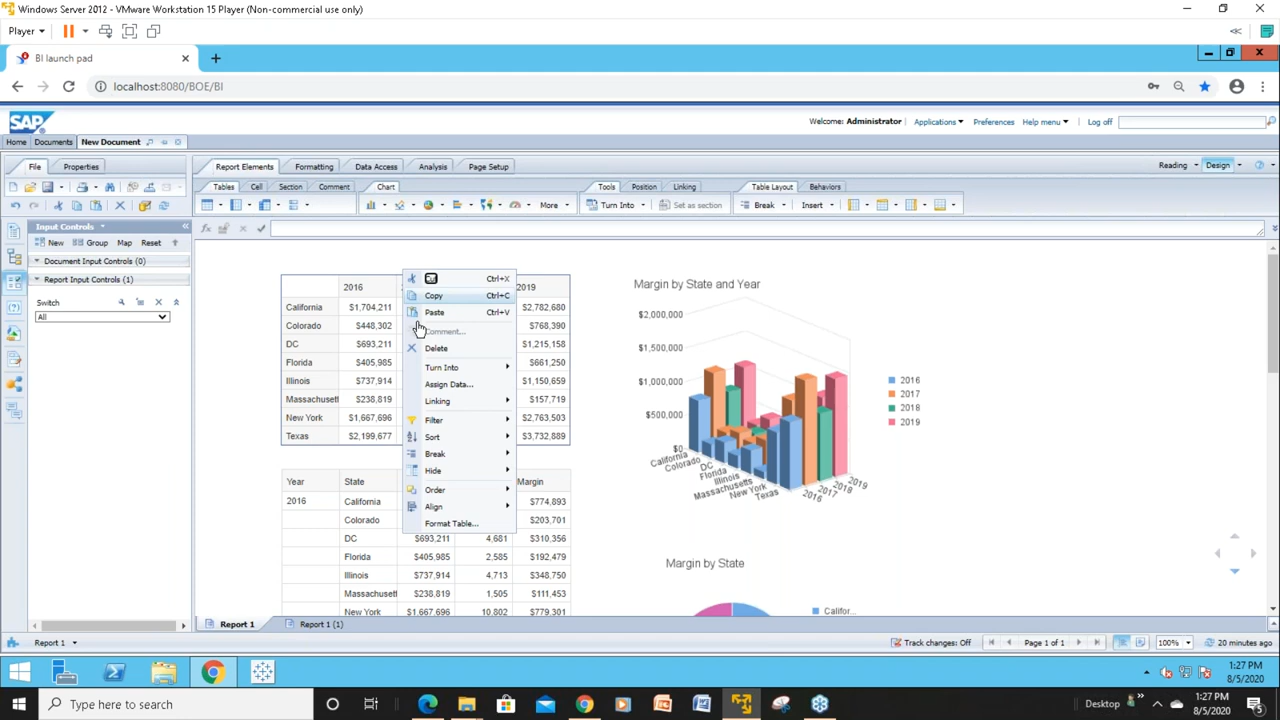 Windows Server 2012 - VMware Workstation 15 Player (Non-commercial use only)
Player
BI launch pad
localhost:8080/BOE/BI
SAP
Welcome: Administrator Applications Preferences Help menu Log off
Home Documents New Document
File Properties Report Elements Formatting Data Access Analysis Page Setup Reading Design
Tables Cell Section Comment Chart Tools Position Linking Table Layout Behaviors
More Turn Into Set as section Break Insert
Input Controls
New Group Map Reset
Document Input Controls (0)
Report Input Controls (1)
Switch
All
2016 2019
California $1,704,211 $2,782,680
Colorado $448,302 $768,390
DC $693,211 $1,215,158
Florida $405,985 $661,250
Illinois $737,914 $1,150,659
Massachusett $238,819 $157,719
New York $1,667,696 $2,763,503
Texas $2,199,677 $3,732,889
Ctrl+X
Copy Ctrl+C
Paste Ctrl+V
Comment...
Delete
Turn Into
Assign Data...
Linking
Filter
Sort
Break
Hide
Order
Align
Format Table...
Year State Margin
2016 California $774,893
Colorado $203,701
DC $693,211 4,681 $310,356
Florida $405,985 2,585 $192,479
Illinois $737,914 4,713 $348,750
Massachusett $238,819 1,505 $111,453
New York $1,667,696 10,802 $779,301
Margin by State and Year
$2,000,000
$1,500,000
$1,000,000
$500,000
$0
California
Colorado
DC
Florida
Illinois
Massachusetts
New York
Texas
2016
2017
2018
2019
2016
2017
2018
2019
Margin by State
Califor...
Report 1 Report 1 (1)
Report 1 Track changes: Off Page 1 of 1 100% 20 minutes ago
1:27 PM
8/5/2020
Type here to search
Desktop
1:27 PM
8/5/2020